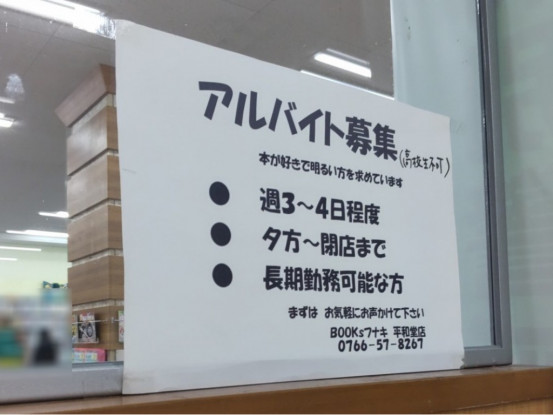 アルバイト募集(高校生不可)
本が好きで明るい方を求めています
● 週3～4日程度
● 夕方～閉店まで
● 長期勤務可能な方
まずは お気軽にお声かけて下さい
BOOKsフナキ 平和堂店
0766-57-8267